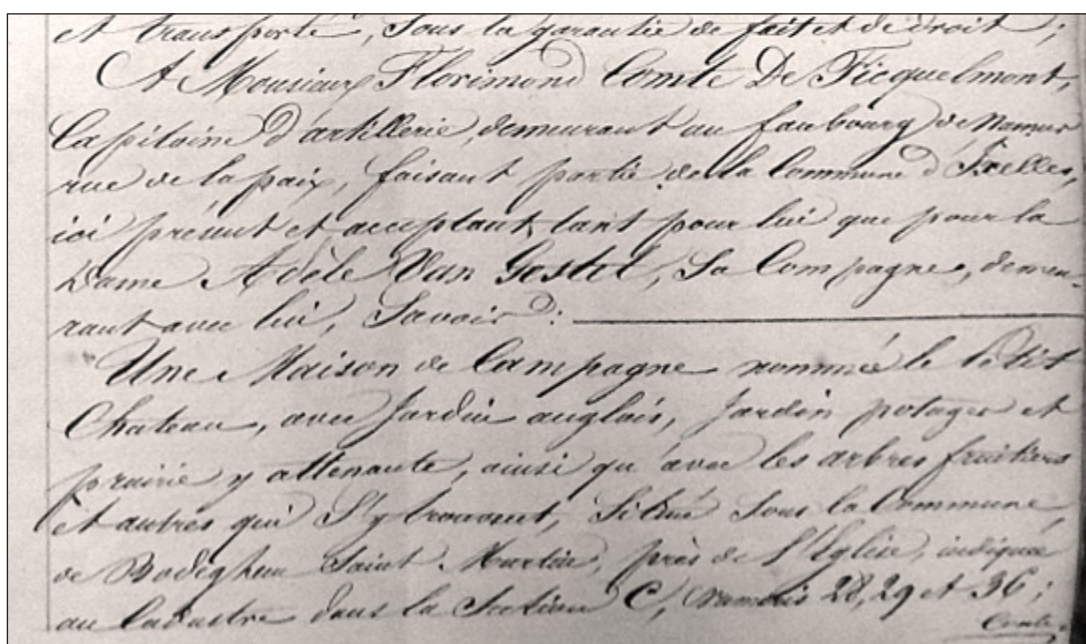 et transporté, sous la garantie de fait et de droit ;
A Monsieur Florimond Comte De Ficquelmont,
Capitaine d'artillerie, demeurant au faubourg de Namur
rue de la paix, faisant partie de la Commune d'Ixelles,
ici présent et acceptant, tant pour lui que pour la
Dame Adèle Van Gestel, Sa Compagne, demeu-
rant avec lui, Savoir :
Une Maison de Campagne nommée le Petit
Chateau, avec Jardin anglais, Jardin potager et
prairie y attenante, ainsi qu'avec les arbres fruitiers
et autres qui s'y trouvent, Situé Sous la Commune
de Bodeghem Saint Martin, près de l'Eglise, indiquée
au Cadastre dans la Section C, numéros 28, 29 et 36 ;